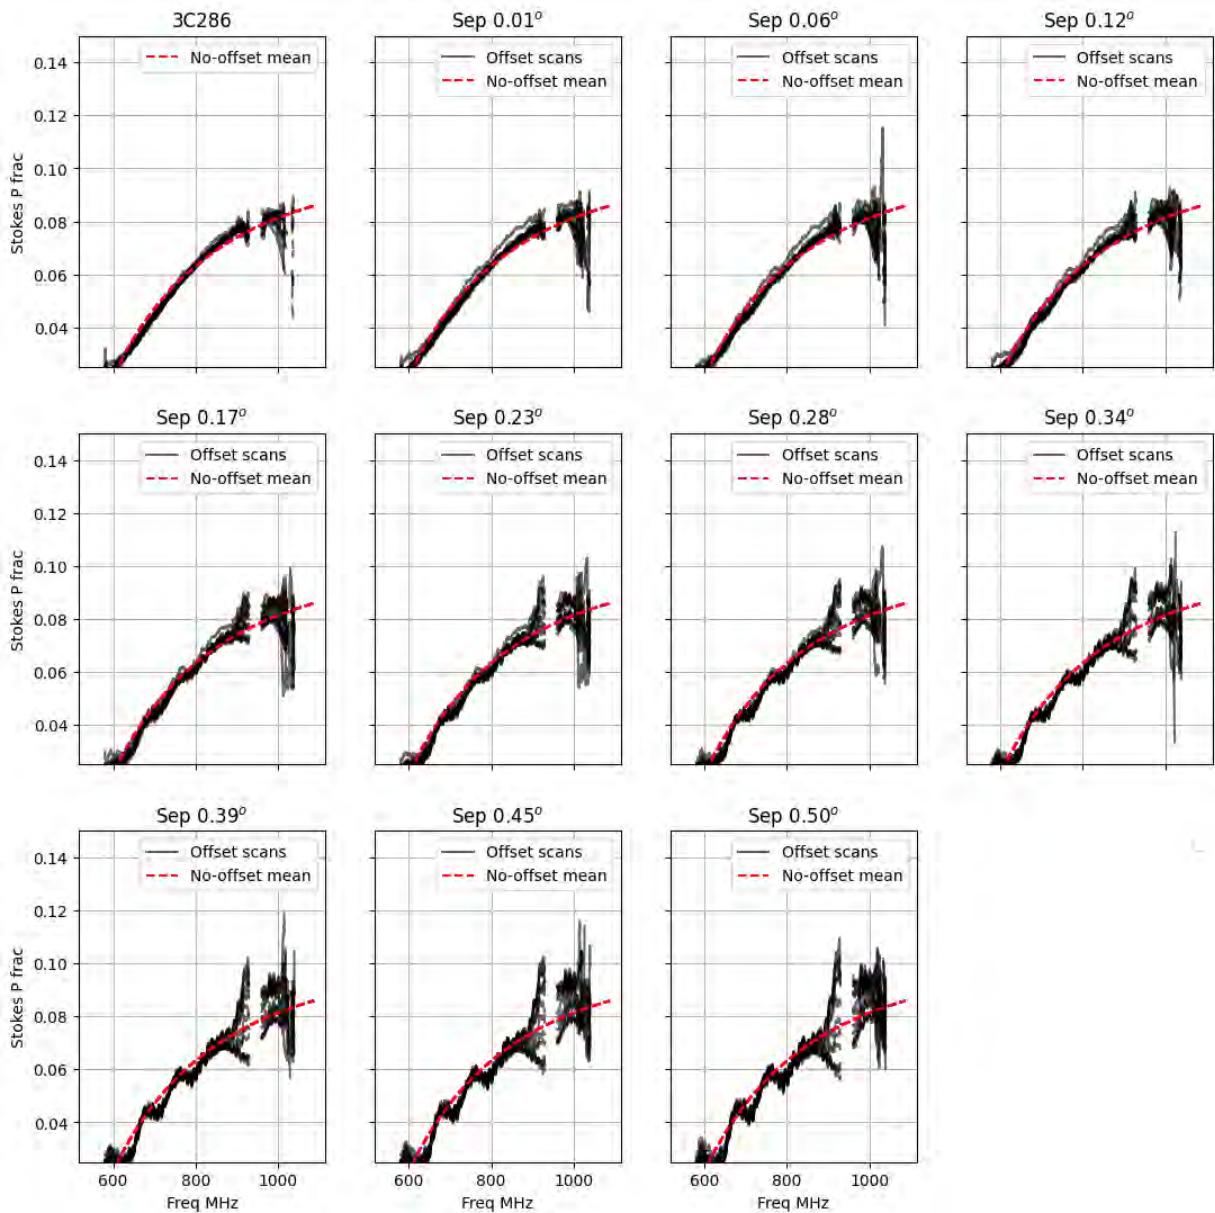 3C286
Sep 0.01°
Sep 0.06°
Sep 0.12°
No-offset mean
Offset scans
No-offset mean
Offset scans
No-offset mean
Offset scans
No-offset mean
Stokes P frac
0.14
0.12
0.10
0.08
0.06
0.04
Sep 0.17°
Sep 0.23°
Sep 0.28°
Sep 0.34°
Offset scans
No-offset mean
Offset scans
No-offset mean
Offset scans
No-offset mean
Offset scans
No-offset mean
Stokes P frac
0.14
0.12
0.10
0.08
0.06
0.04
Sep 0.39°
Sep 0.45°
Sep 0.50°
Offset scans
No-offset mean
Offset scans
No-offset mean
Offset scans
No-offset mean
Stokes P frac
0.14
0.12
0.10
0.08
0.06
0.04
600 800 1000
600 800 1000
600 800 1000
Freq MHz
Freq MHz
Freq MHz